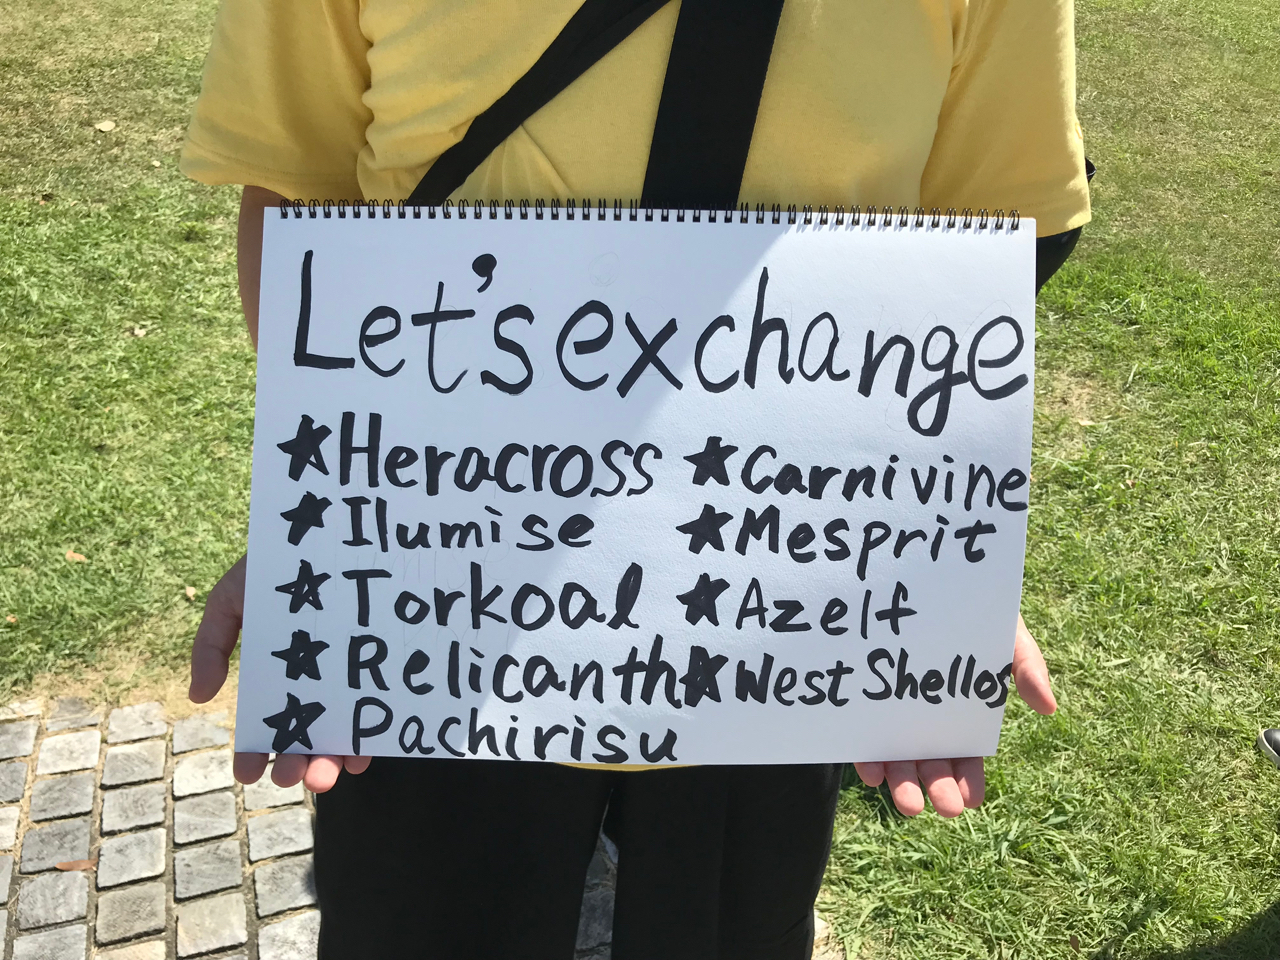 Let's exchange
★Heracross ★Carnivine
★Ilumise ★Mesprit
★Torkoal ★Azelf
★Relicanth ★West Shellos
★Pachirisu